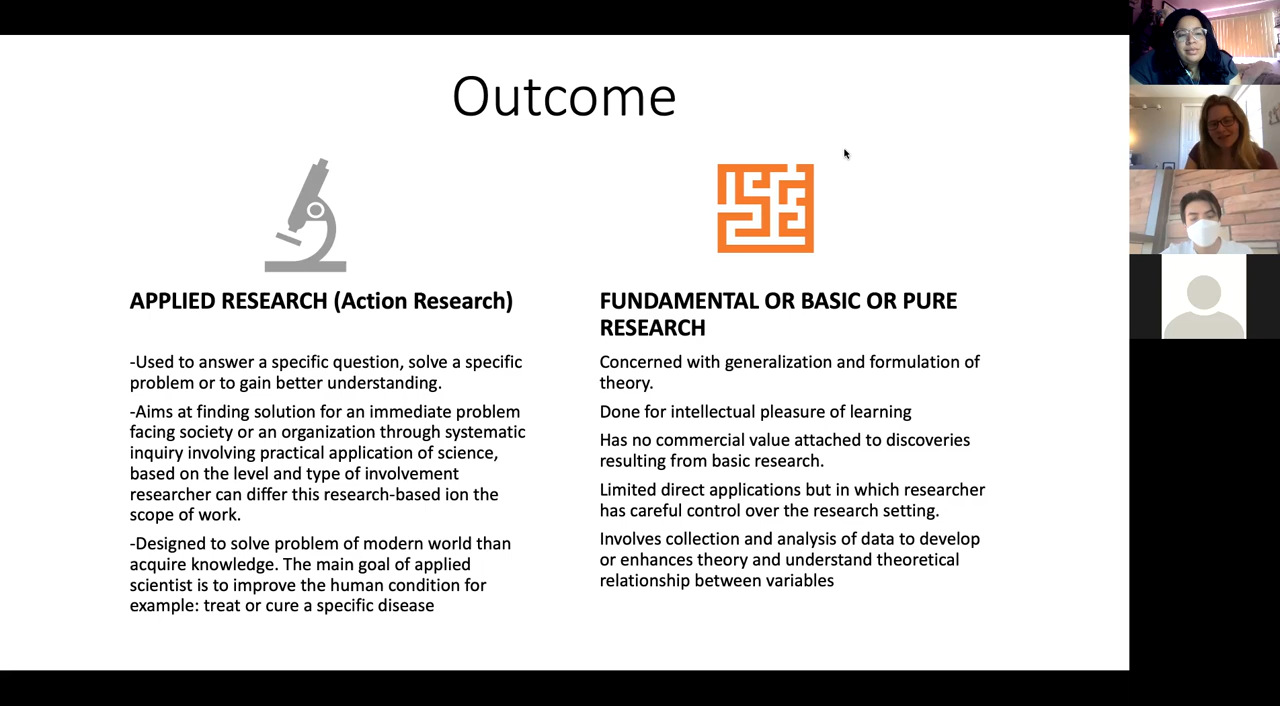 Outcome
APPLIED RESEARCH (Action Research)
-Used to answer a specific question, solve a specific
problem or to gain better understanding.
-Aims at finding solution for an immediate problem
facing society or an organization through systematic
inquiry involving practical application of science,
based on the level and type of involvement
researcher can differ this research-based ion the
scope of work.
-Designed to solve problem of modern world than
acquire knowledge. The main goal of applied
scientist is to improve the human condition for
example: treat or cure a specific disease
FUNDAMENTAL OR BASIC OR PURE
RESEARCH
Concerned with generalization and formulation of
theory.
Done for intellectual pleasure of learning
Has no commercial value attached to discoveries
resulting from basic research.
Limited direct applications but in which researcher
has careful control over the research setting.
Involves collection and analysis of data to develop
or enhances theory and understand theoretical
relationship between variables